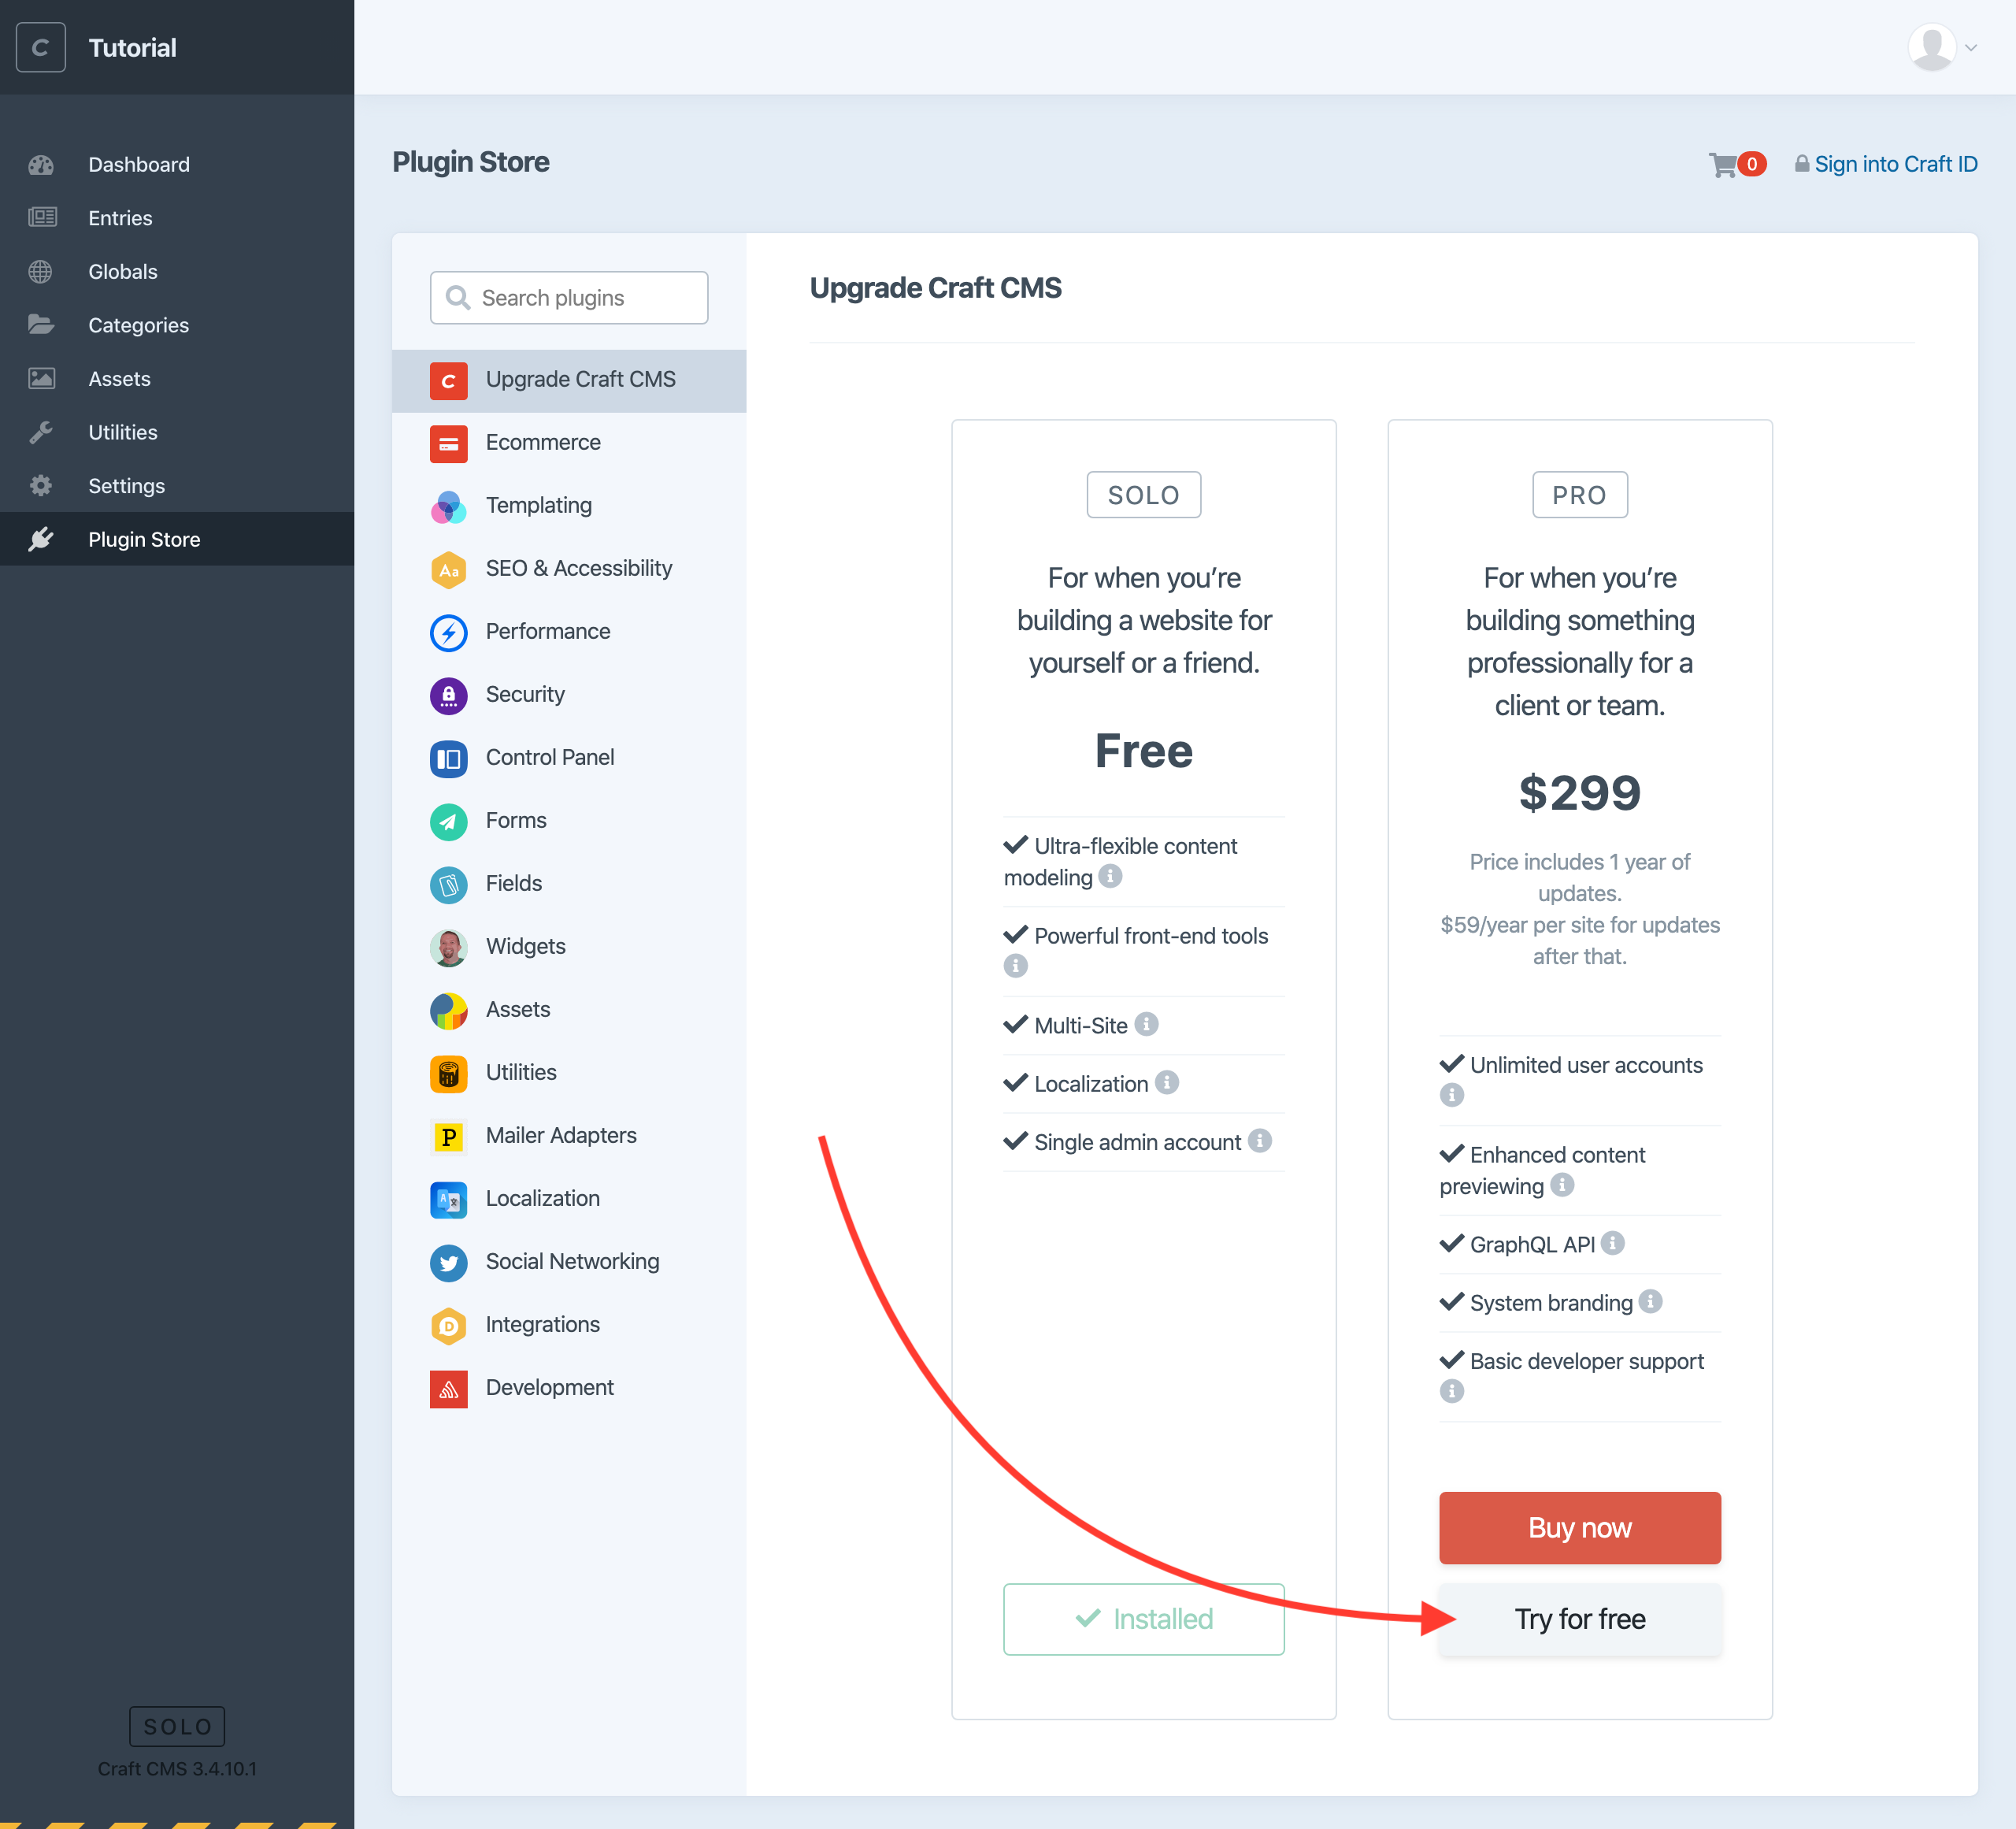 C Tutorial
Dashboard
Entries
Globals
Categories
Assets
Utilities
Settings
Plugin Store
SOLO
Craft CMS 3.4.10.1
Plugin Store
0
Sign into Craft ID
Search plugins
C Upgrade Craft CMS
Ecommerce
Templating
Aa SEO & Accessibility
Performance
Security
Control Panel
Forms
Fields
Widgets
Assets
Utilities
P Mailer Adapters
A Localization
Social Networking
D Integrations
Development
Upgrade Craft CMS
SOLO
For when you’re
building a website for
yourself or a friend.
Free
Ultra-flexible content
modeling
Powerful front-end tools
Multi-Site
Localization
Single admin account
Installed
PRO
For when you’re
building something
professionally for a
client or team.
$299
Price includes 1 year of
updates.
$59/year per site for updates
after that.
Unlimited user accounts
Enhanced content
previewing
GraphQL API
System branding
Basic developer support
Buy now
Try for free